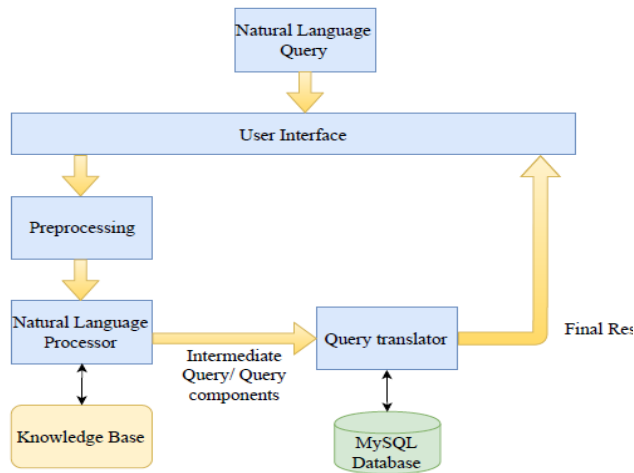 Natural Language
Query
User Interface
Preprocessing
Natural Language
Processor
Intermediate
Query/ Query
components
Query translator
Final Res
Knowledge Base
MySQL
Database